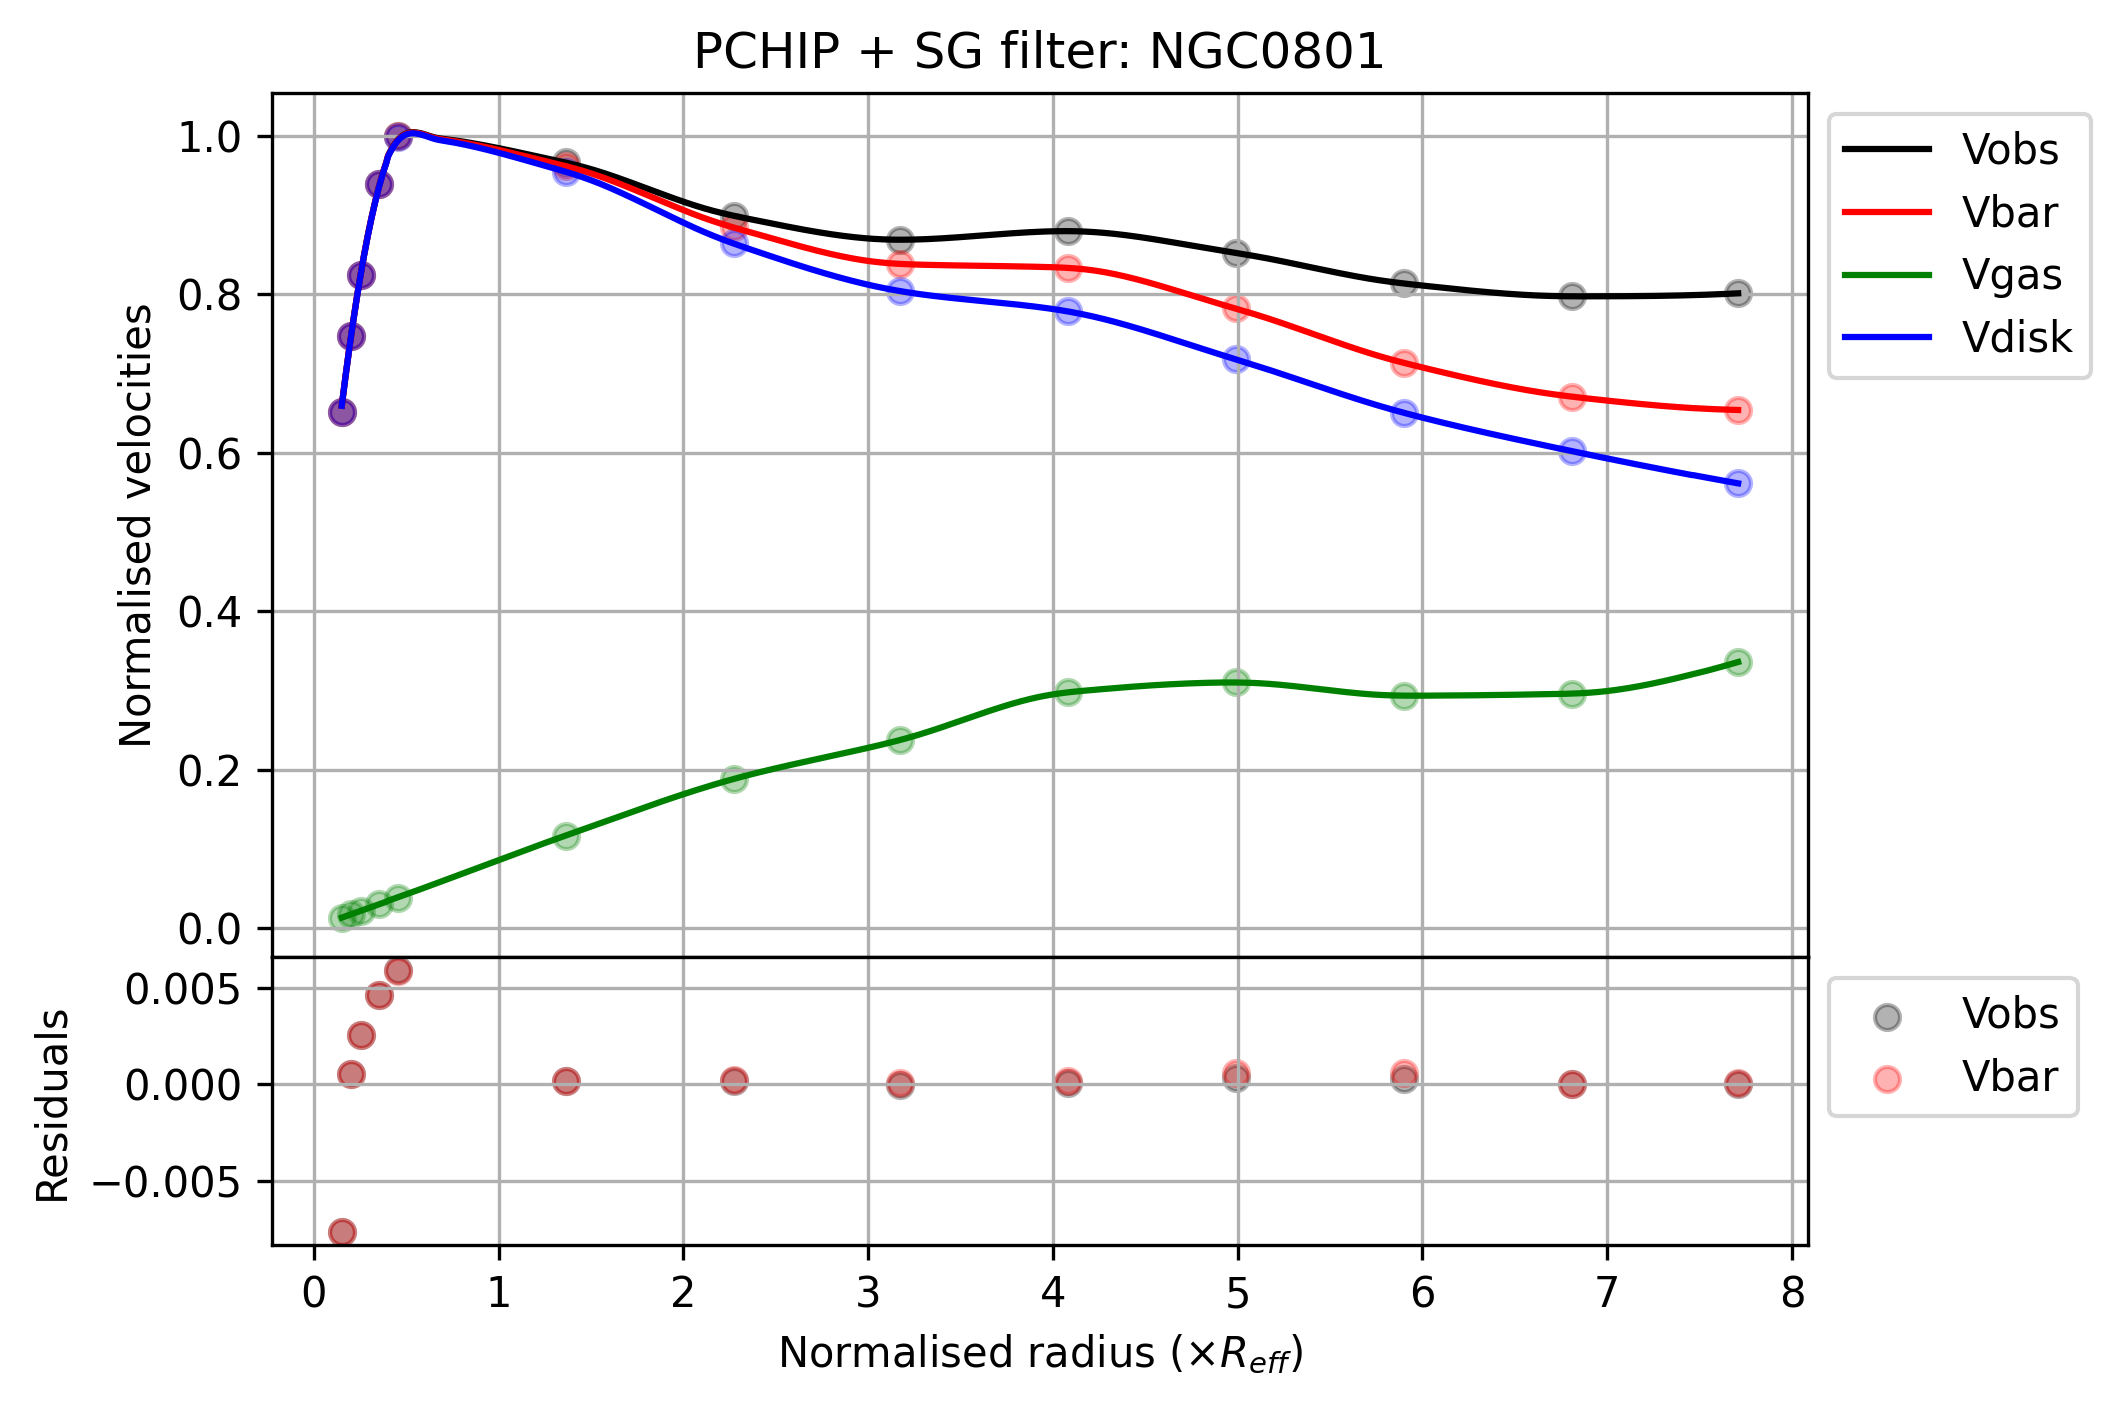 PCHIP + SG filter: NGC0801
Normalised velocities
1.0
0.8
0.6
0.4
0.2
0.0
Vobs
Vbar
Vgas
Vdisk
Residuals
0.005
0.000
−0.005
Vobs
Vbar
0 1 2 3 4 5 6 7 8
Normalised radius (×R_eff)